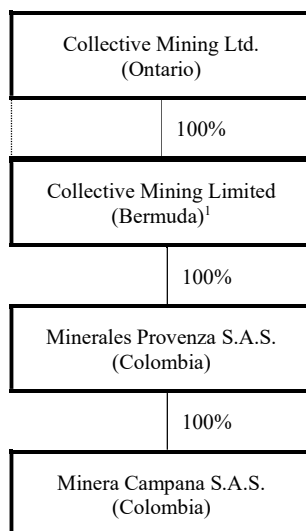 Collective Mining Ltd.
(Ontario)
100%
Collective Mining Limited
(Bermuda)¹
100%
Minerales Provenza S.A.S.
(Colombia)
100%
Minera Campana S.A.S.
(Colombia)